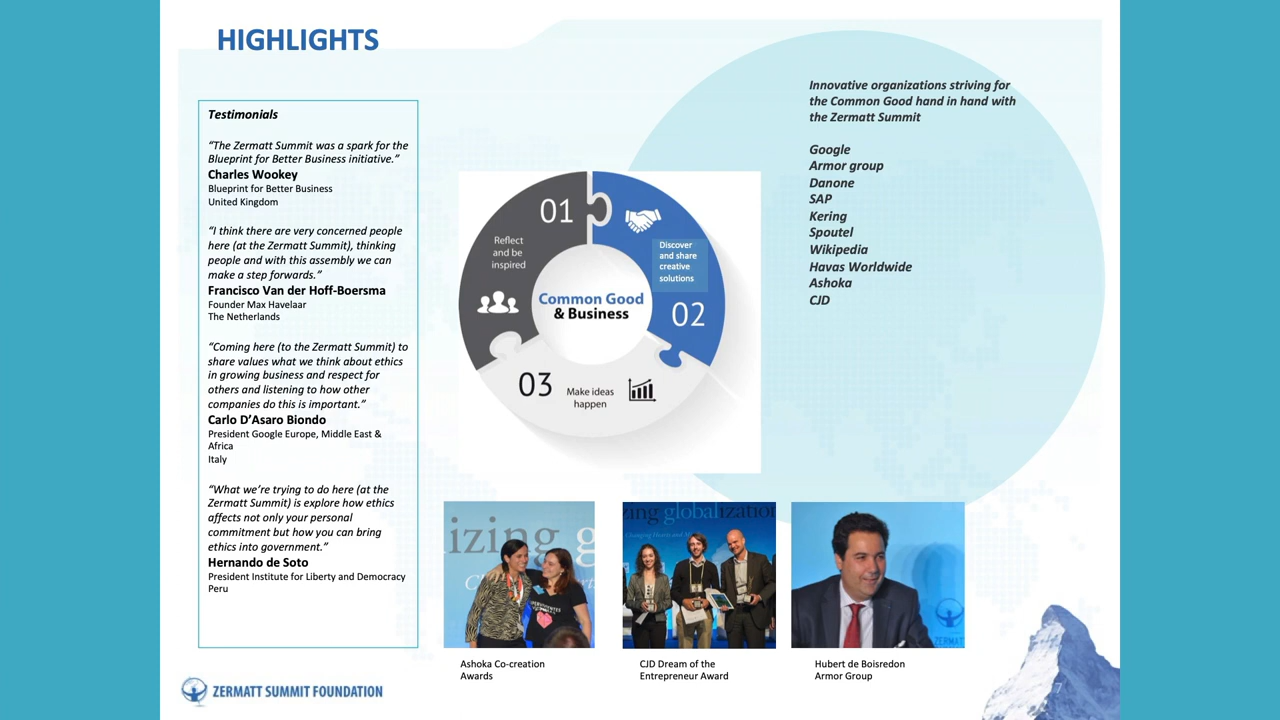 HIGHLIGHTS
Testimonials
“The Zermatt Summit was a spark for the
Blueprint for Better Business initiative.”
Charles Wookey
Blueprint for Better Business
United Kingdom
“I think there are very concerned people
here (at the Zermatt Summit), thinking
people and with this assembly we can
make a step forwards.”
Francisco Van der Hoff-Boersma
Founder Max Havelaar
The Netherlands
“Coming here (to the Zermatt Summit) to
share values what we think about ethics
in growing business and respect for
others and listening to how other
companies do this is important.”
Carlo D’Asaro Biondo
President Google Europe, Middle East &
Africa
Italy
“What we’re trying to do here (at the
Zermatt Summit) is explore how ethics
affects not only your personal
commitment but how you can bring
ethics into government.”
Hernando de Soto
President Institute for Liberty and Democracy
Peru
01
Reflect
and be
inspired
Discover
and share
creative
solutions
02
Common Good
& Business
03
Make ideas
happen
Innovative organizations striving for
the Common Good hand in hand with
the Zermatt Summit
Google
Armor group
Danone
SAP
Kering
Spoutel
Wikipedia
Havas Worldwide
Ashoka
CJD
izing g
zing globalization
ZERMATT
Ashoka Co-creation
Awards
CJD Dream of the
Entrepreneur Award
Hubert de Boisredon
Armor Group
ZERMATT SUMMIT FOUNDATION
7